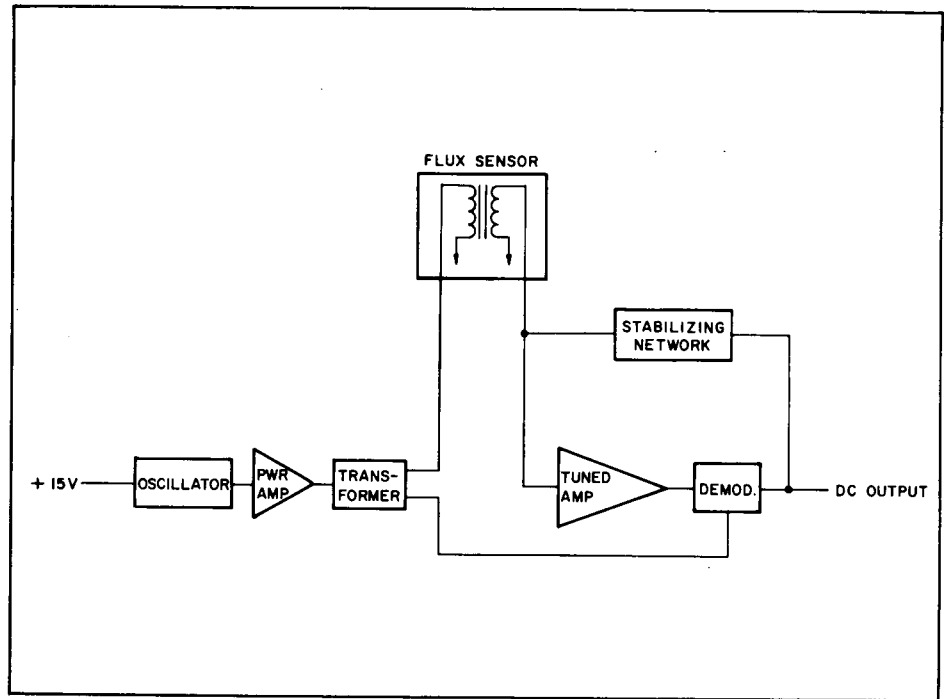 FLUX SENSOR
STABILIZING
NETWORK
+ 15V
OSCILLATOR
PWR
AMP
TRANS-
FORMER
TUNED
AMP
DEMOD.
DC OUTPUT